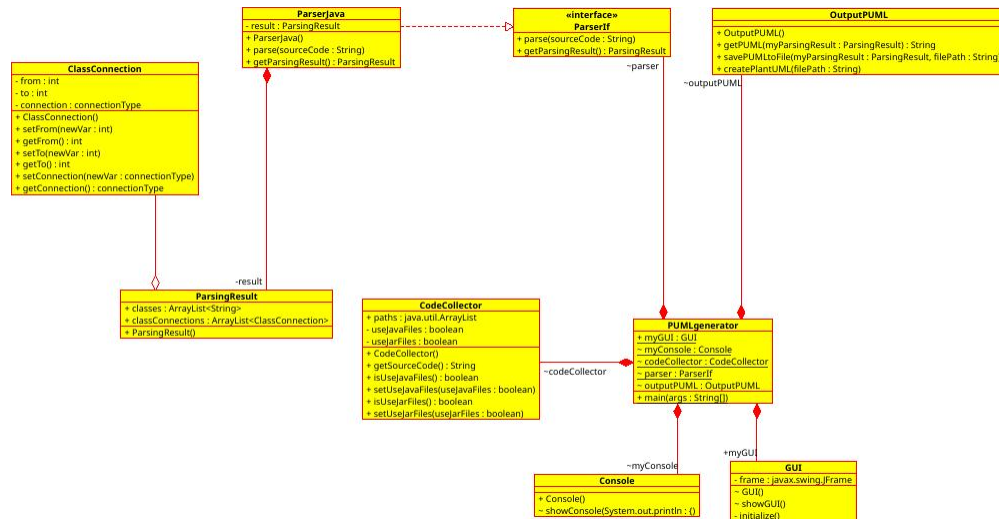 ParserJava
- result : ParsingResult
+ ParserJava()
+ parse(sourceCode : String)
+ getParsingResult() : ParsingResult
«interface»
ParserIf
+ parse(sourceCode : String)
+ getParsingResult() : ParsingResult
~parser
OutputPUML
+ OutputPUML()
+ getPUML(myParsingResult : ParsingResult) : String
+ savePUMLtoFile(myParsingResult : ParsingResult, filePath : String
+ createPlantUML(filePath : String)
~outputPUML
ClassConnection
- from : int
- to : int
- connection : connectionType
+ ClassConnection()
+ setFrom(newVar : int)
+ getFrom() : int
+ setTo(newVar : int)
+ getTo() : int
+ setConnection(newVar : connectionType)
+ getConnection() : connectionType
-result
ParsingResult
+ classes : ArrayList<String>
+ classConnections : ArrayList<ClassConnection>
+ ParsingResult()
CodeCollector
+ paths : java.util.ArrayList
- useJavaFiles : boolean
- useJarFiles : boolean
+ CodeCollector()
+ getSourceCode() : String
+ isUseJavaFiles() : boolean
+ setUseJavaFiles(useJavaFiles : boolean)
+ isUseJarFiles() : boolean
+ setUseJarFiles(useJarFiles : boolean)
~codeCollector
PUMLgenerator
+ myGUI : GUI
~ myConsole : Console
~ codeCollector : CodeCollector
~ parser : ParserIf
~ outputPUML : OutputPUML
+ main(args : String[])
~myConsole
Console
+ Console()
~ showConsole(System.out.println : {)
+myGUI
GUI
- frame : javax.swing.JFrame
~ GUI()
~ showGUI()
- initialize()